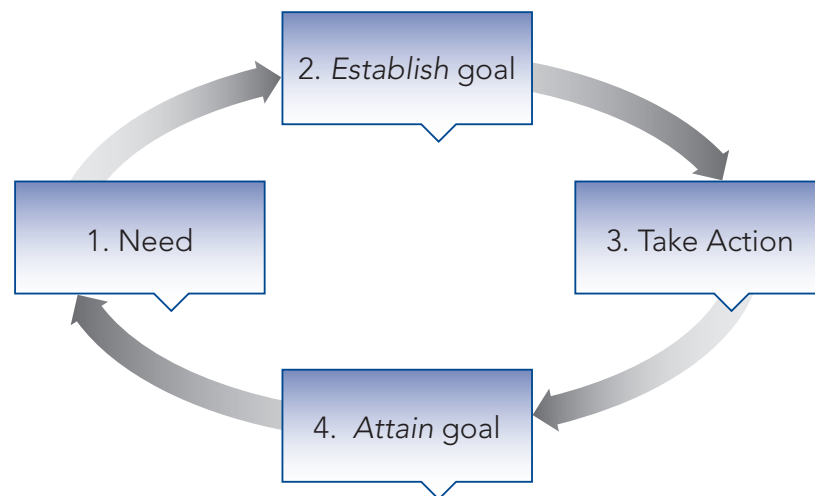 1. Need
2. Establish goal
3. Take Action
4. Attain goal